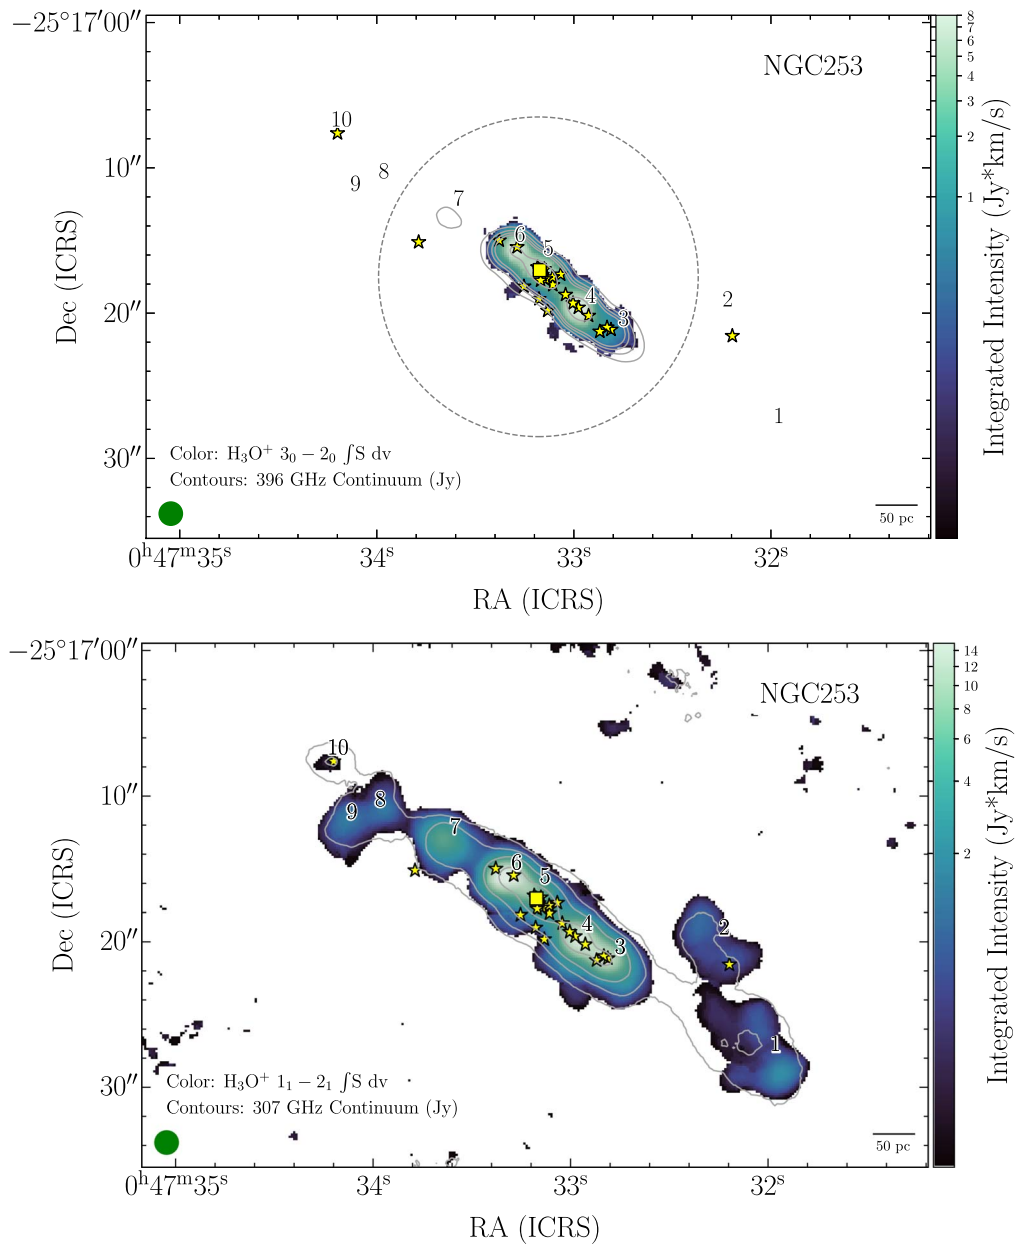 −25°17′00″
10″
20″
30″
Dec (ICRS)
NGC253
10
9
8
7
6
5
4
3
2
1
Color: H₃O⁺ 3₀ − 2₀ ∫S dv
Contours: 396 GHz Continuum (Jy)
50 pc
0ʰ47ᵐ35ˢ
34ˢ
33ˢ
32ˢ
RA (ICRS)
8
7
6
5
4
3
2
1
Integrated Intensity (Jy*km/s)
−25°17′00″
10″
20″
30″
Dec (ICRS)
NGC253
10
9
8
7
6
5
4
3
2
1
Color: H₃O⁺ 1₁ − 2₁ ∫S dv
Contours: 307 GHz Continuum (Jy)
50 pc
0ʰ47ᵐ35ˢ
34ˢ
33ˢ
32ˢ
RA (ICRS)
14
12
10
8
6
4
2
Integrated Intensity (Jy*km/s)